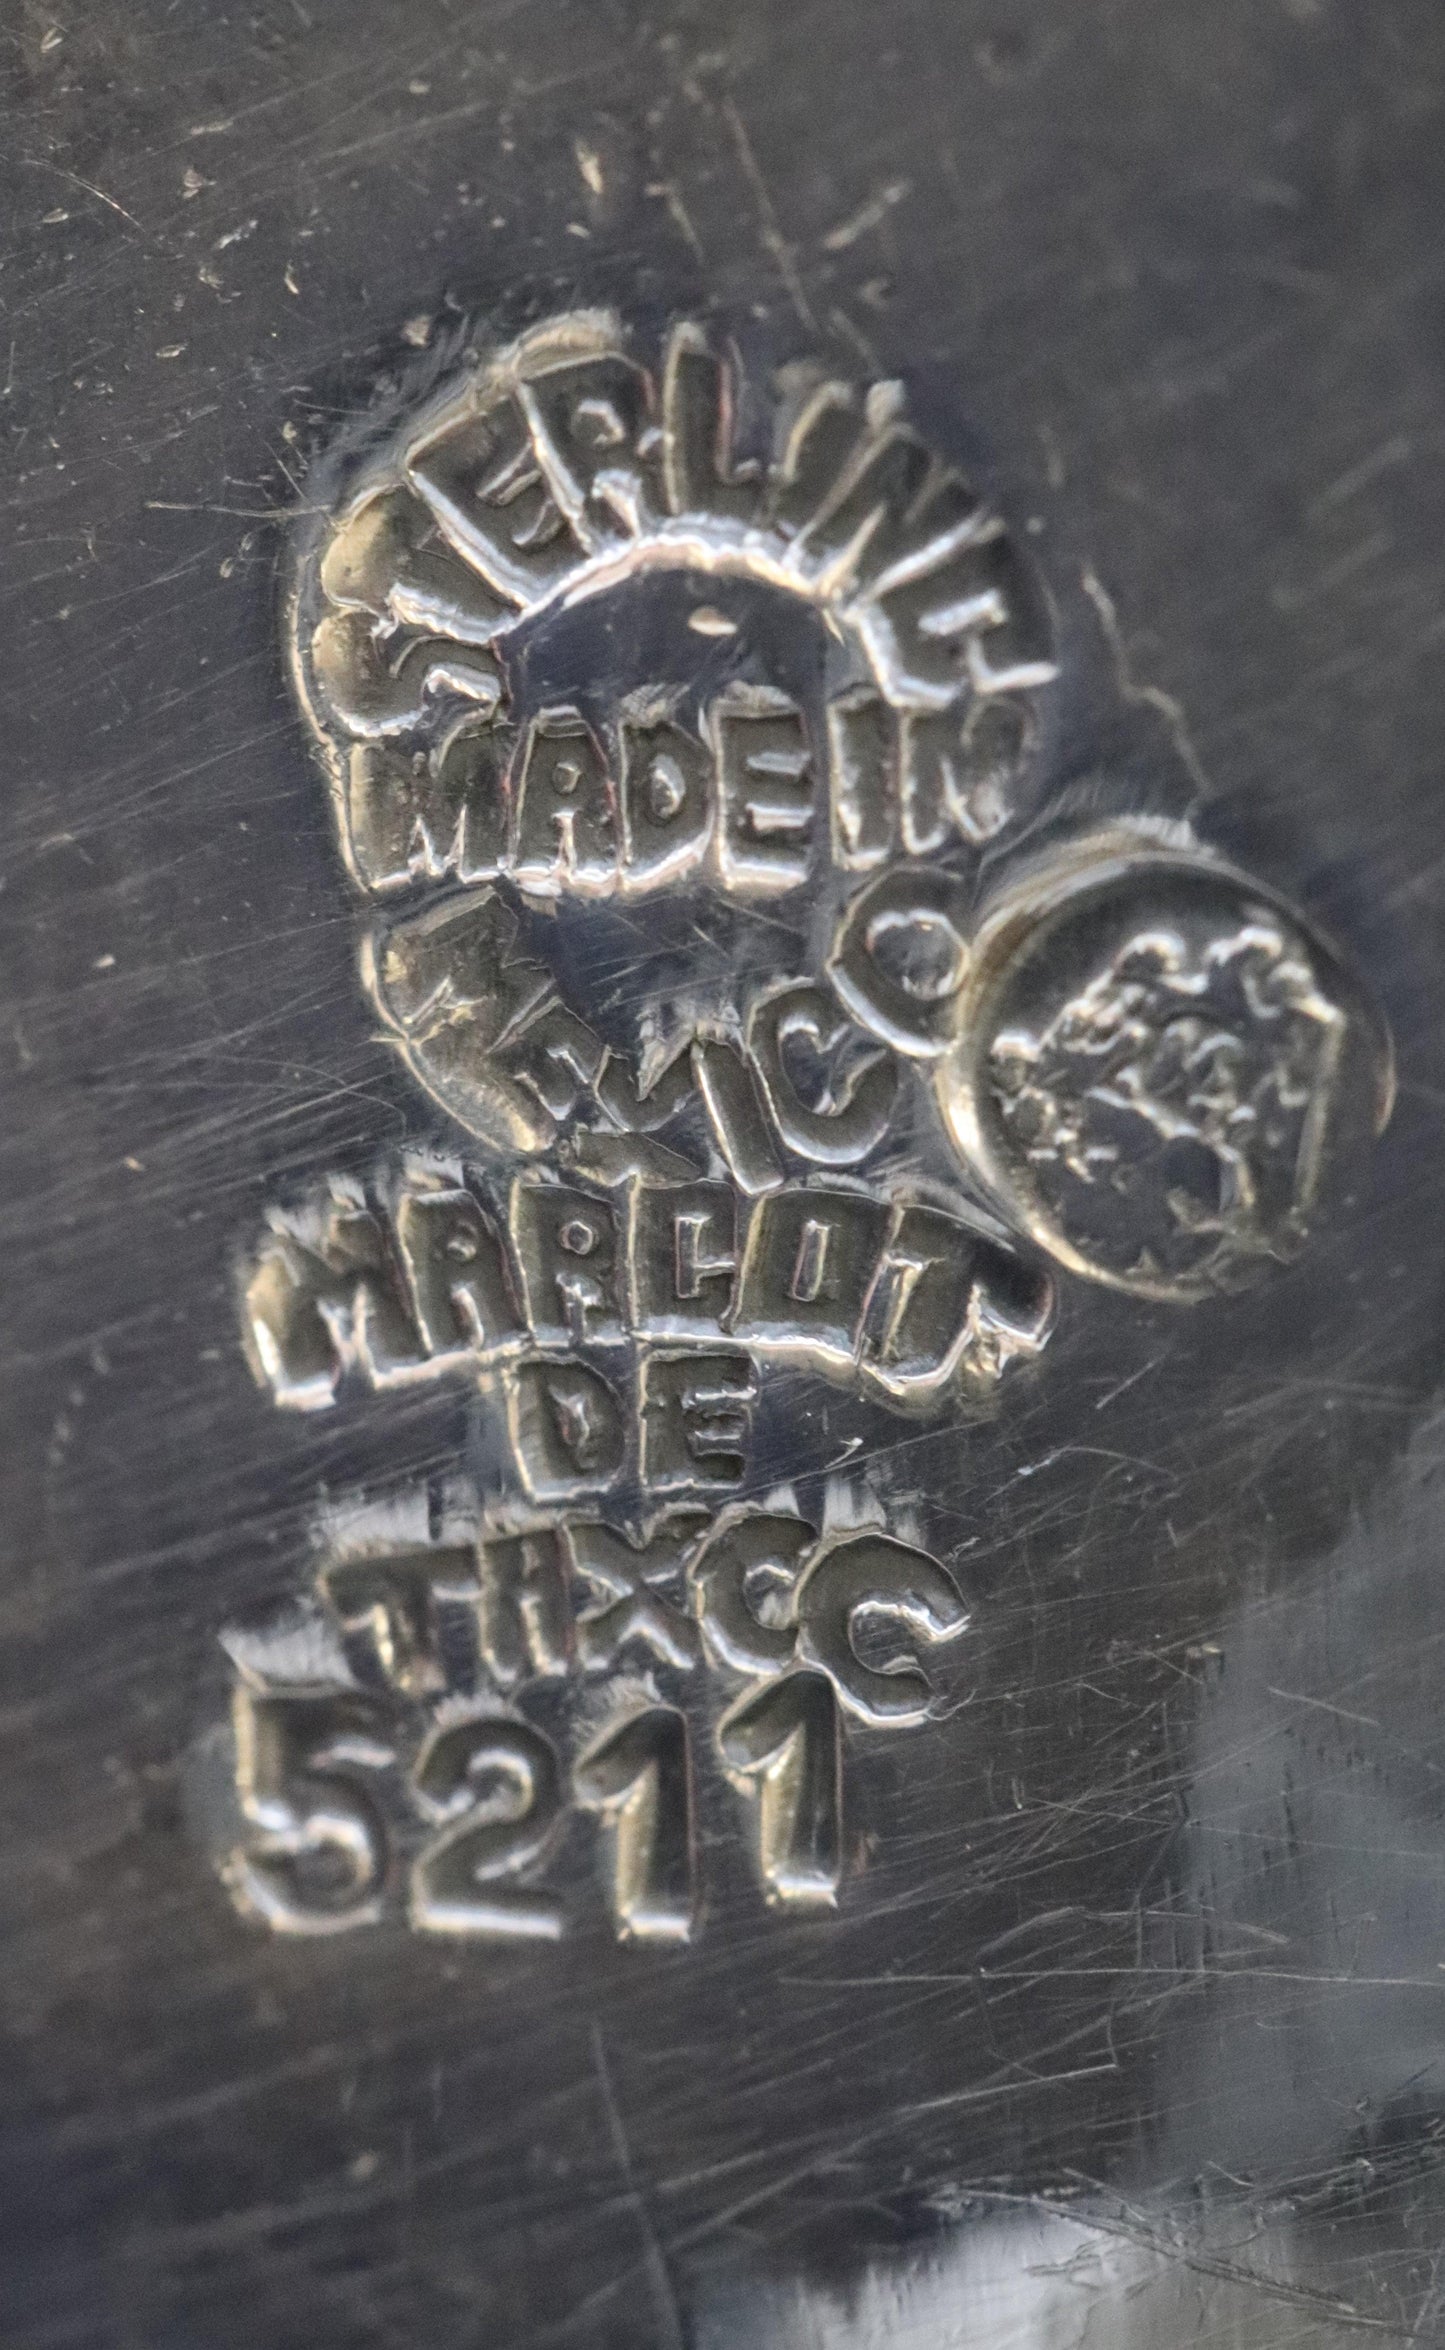 STERLING
MADE IN
MEXICO
MARGOT
DE
TAXCO
5211